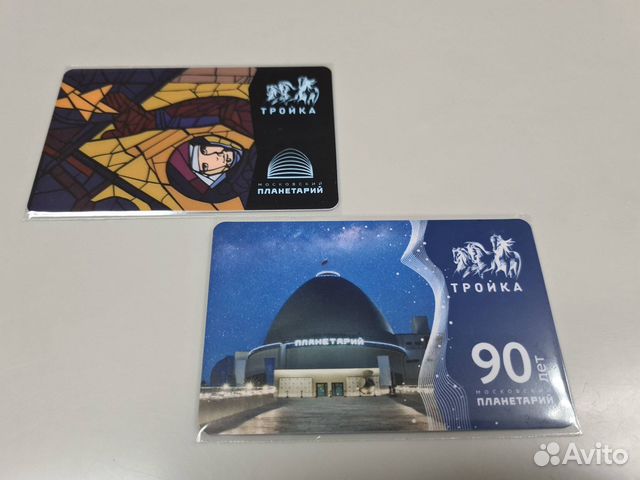 ТРОЙКА
МОСКОВСКИЙ
ПЛАНЕТАРИЙ
ПЛАНЕТАРИЙ
ТРОЙКА
90 лет
МОСКОВСКИЙ
ПЛАНЕТАРИЙ
Avito